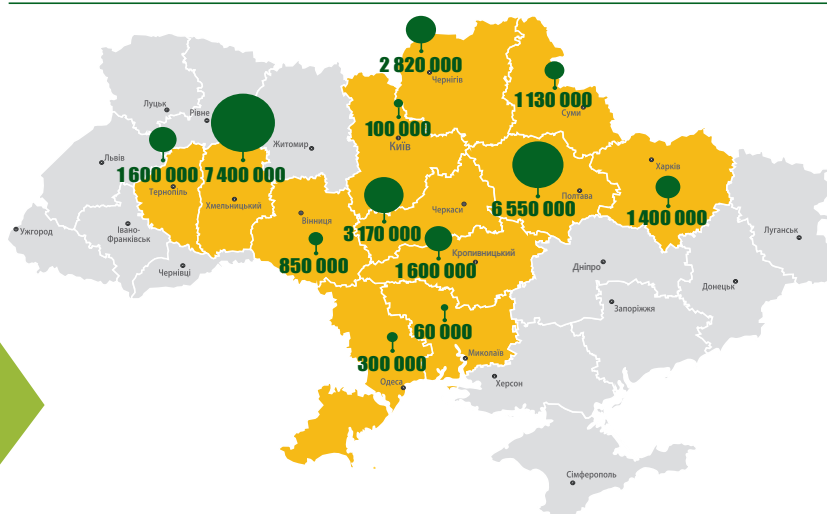 2 820 000
Чернігів
1 130 000
Суми
Луцьк
Рівне
100 000
Київ
Житомир
Львів
1 600 000
Тернопіль
7 400 000
Хмельницький
Харків
1 400 000
6 550 000
Полтава
Черкаси
3 170 000
Вінниця
850 000
Кропивницький
1 600 000
Ужгород
Івано-
Франківськ
Чернівці
Луганськ
Дніпро
Донецьк
Запоріжжя
60 000
Миколаїв
300 000
Одеса
Херсон
Сімферополь